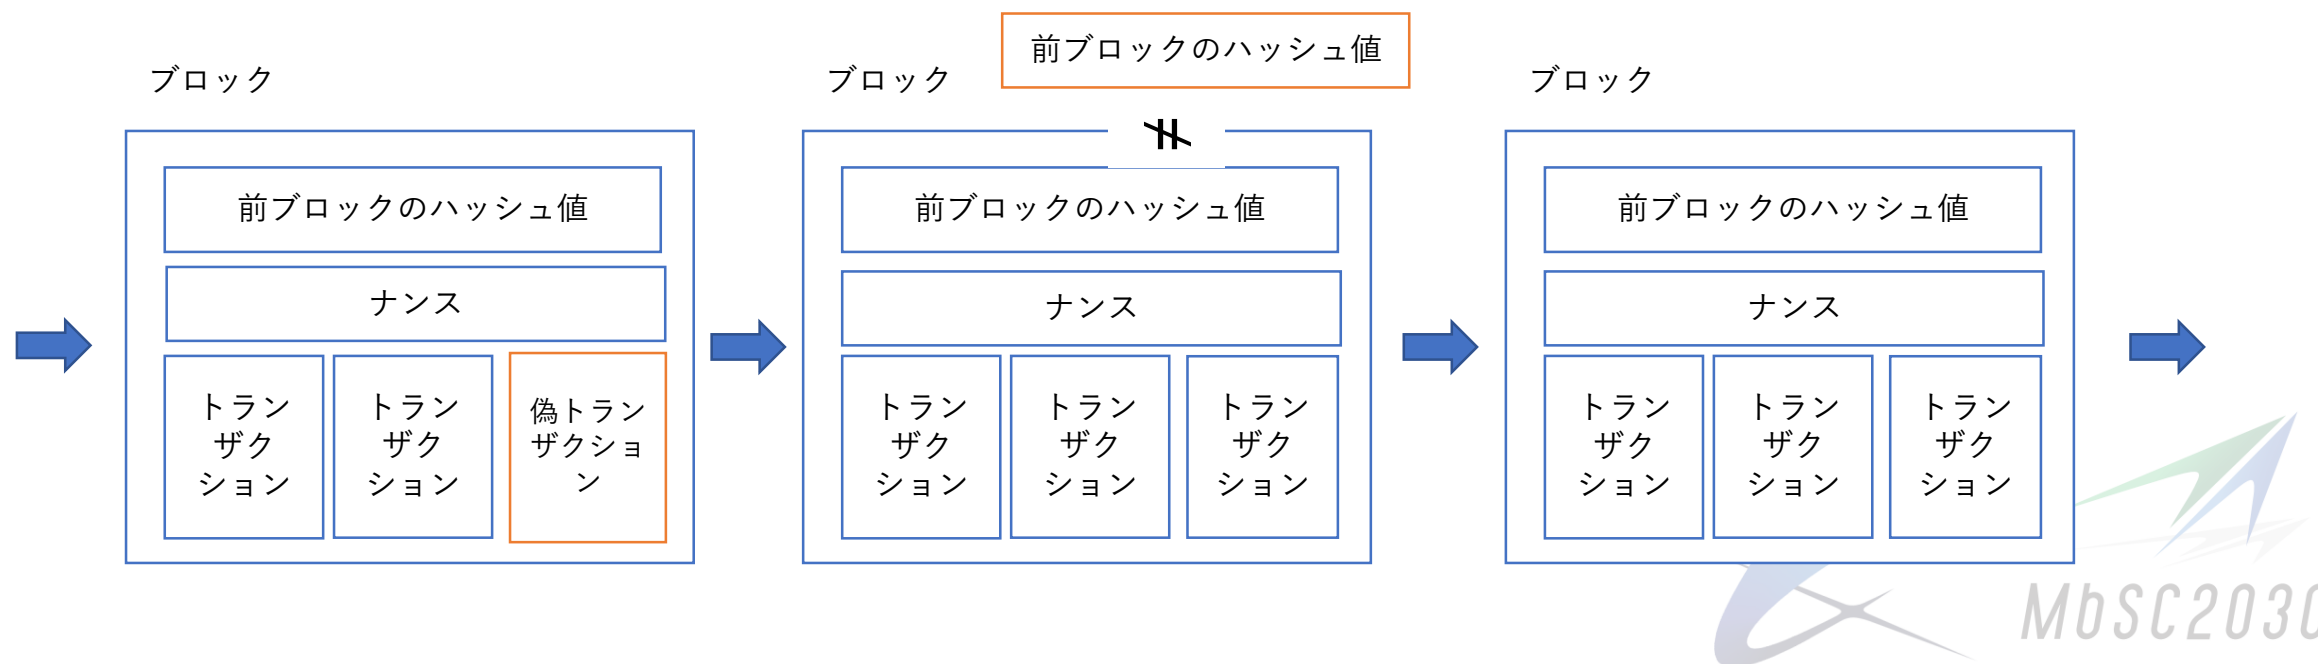 前ブロックのハッシュ値
ブロック
ブロック
ブロック
前ブロックのハッシュ値
前ブロックのハッシュ値
前ブロックのハッシュ値
ナンス
ナンス
ナンス
トラン
ザク
ション
トラン
ザク
ション
偽トラン
ザクショ
ン
トラン
ザク
ション
トラン
ザク
ション
トラン
ザク
ション
トラン
ザク
ション
トラン
ザク
ション
トラン
ザク
ション
MbSC2030